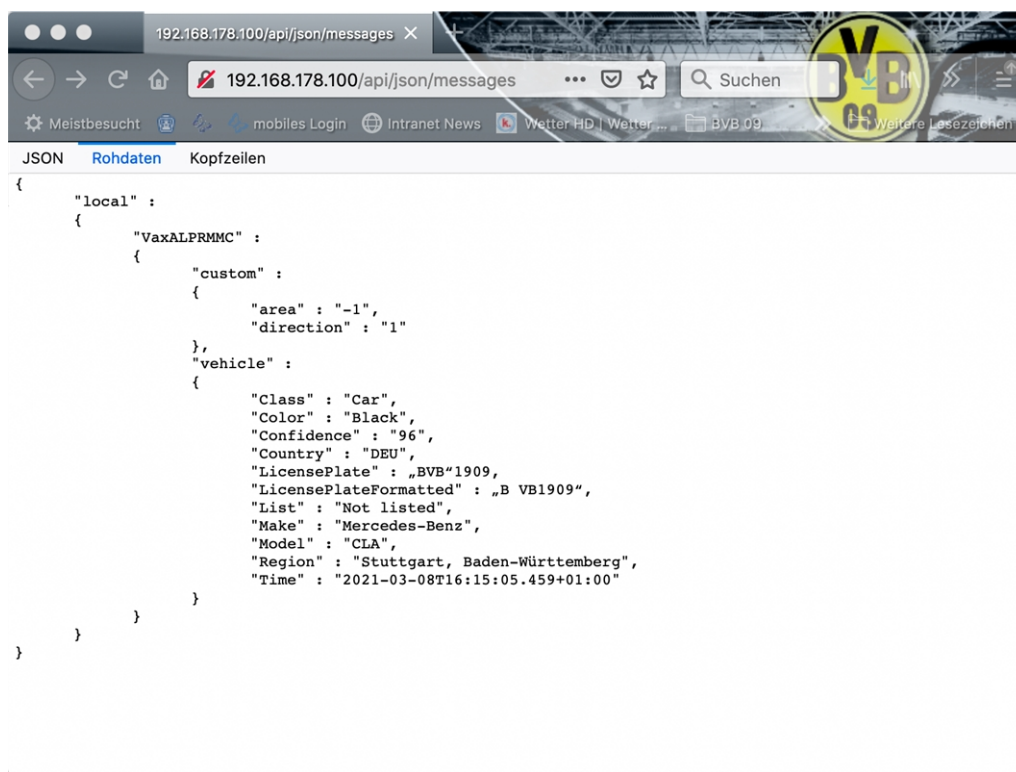 192.168.178.100/api/json/messages
192.168.178.100/api/json/messages
Suchen
BVB 09
Meistbesucht
mobiles Login
Intranet News
Wetter HD | Wetter ...
BVB 09
Weitere Lesezeichen
JSON Rohdaten Kopfzeilen
{
"local" :
{
"VaxALPRMMC" :
{
"custom" :
{
"area" : "-1",
"direction" : "1"
},
"vehicle" :
{
"Class" : "Car",
"Color" : "Black",
"Confidence" : "96",
"Country" : "DEU",
"LicensePlate" : „BVB“1909,
"LicensePlateFormatted" : „B VB1909“,
"List" : "Not listed",
"Make" : "Mercedes-Benz",
"Model" : "CLA",
"Region" : "Stuttgart, Baden-Württemberg",
"Time" : "2021-03-08T16:15:05.459+01:00"
}
}
}
}